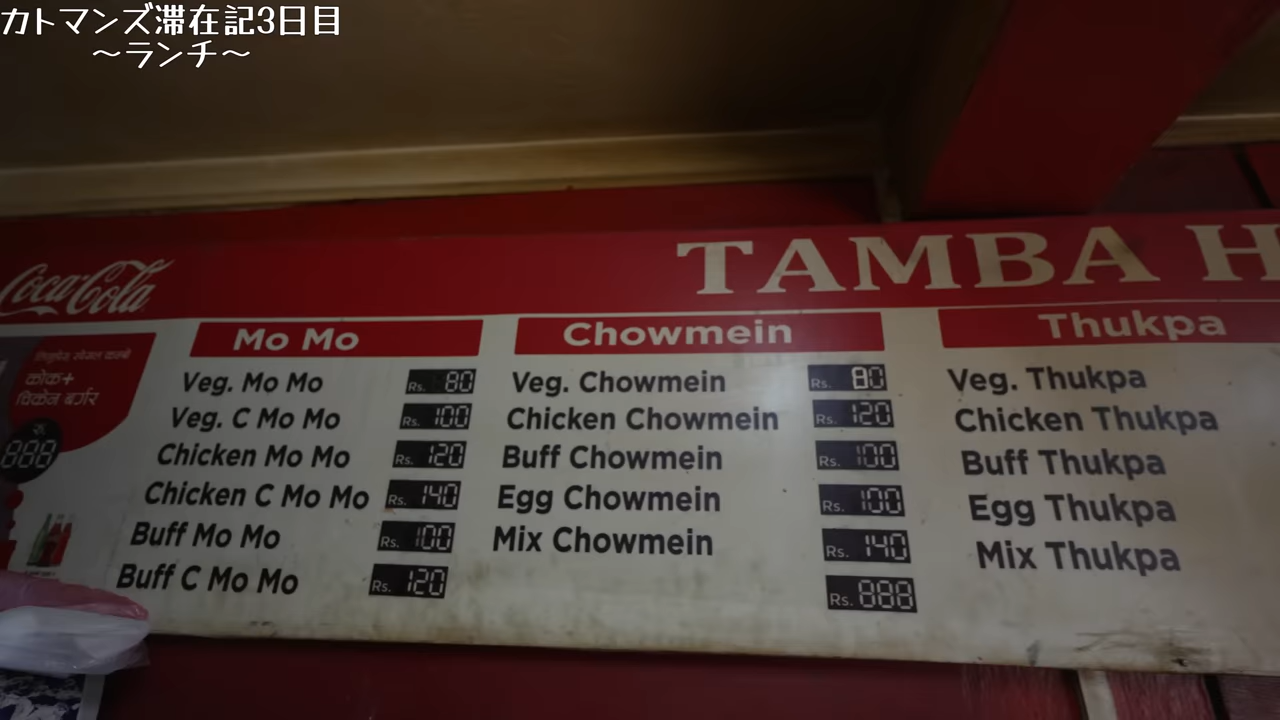 カトマンズ滞在記3日目
～ランチ～
Coca-Cola
TAMBA H
कोक+
चिकेन बर्गर
रु
888
Mo Mo
Veg. Mo Mo Rs. 80
Veg. C Mo Mo Rs. 100
Chicken Mo Mo Rs. 120
Chicken C Mo Mo Rs. 140
Buff Mo Mo Rs. 100
Buff C Mo Mo Rs. 120
Chowmein
Veg. Chowmein Rs. 80
Chicken Chowmein Rs. 120
Buff Chowmein Rs. 100
Egg Chowmein Rs. 100
Mix Chowmein Rs. 140
Rs. 888
Thukpa
Veg. Thukpa
Chicken Thukpa
Buff Thukpa
Egg Thukpa
Mix Thukpa